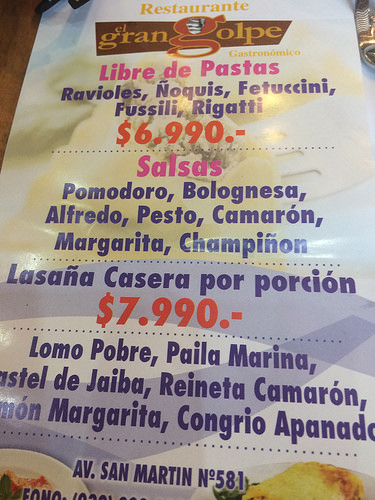 Restaurante
el gran golpe
Gastronómico
Libre de Pastas
Ravioles, Ñoquis, Fetuccini,
Fussili, Rigatti
$6.990.-
Salsas
Pomodoro, Bolognesa,
Alfredo, Pesto, Camarón,
Margarita, Champiñon
Lasaña Casera por porción
$7.990.-
Lomo Pobre, Paila Marina,
astel de Jaiba, Reineta Camarón,
món Margarita, Congrio Apanado
AV. SAN MARTIN Nº581
FONO: